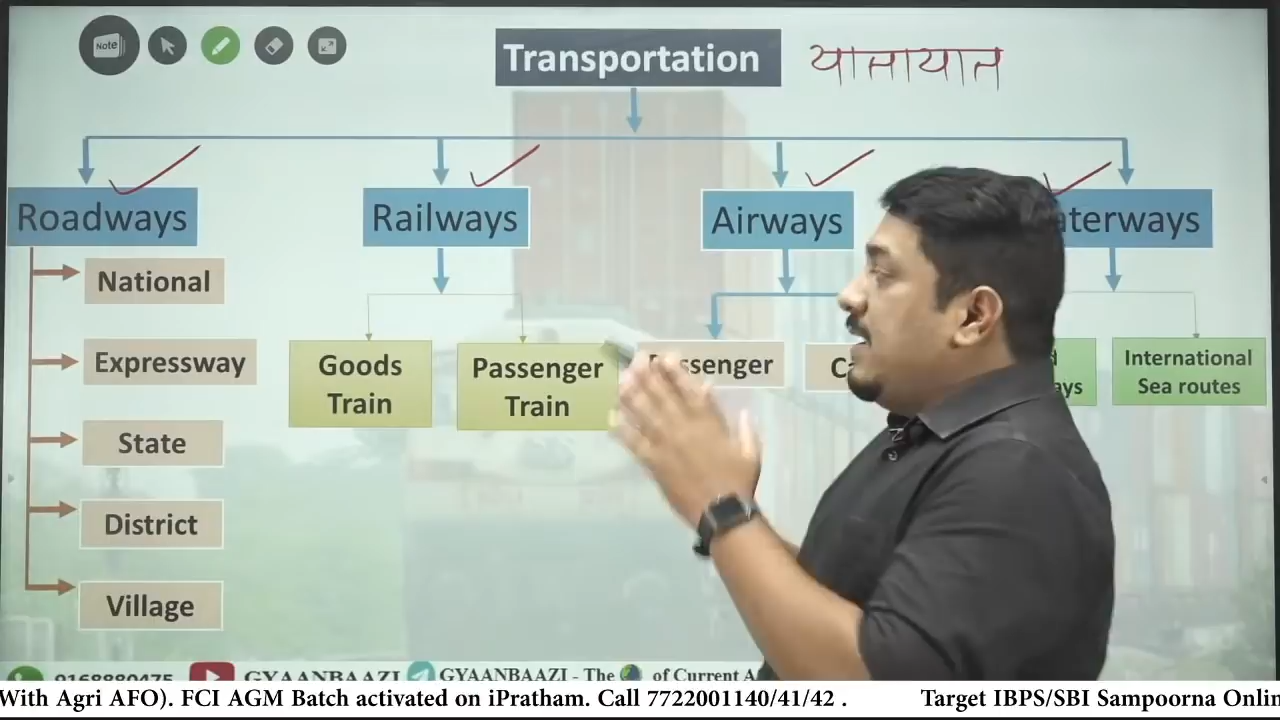 Note
Transportation यातायात
Roadways
Railways
Airways
aterways
National
Expressway
State
District
Village
Goods
Train
Passenger
Train
ssenger
International
Sea routes
9168880475 GYAANBAAZI GYAANBAAZI - The of Current A
With Agri AFO). FCI AGM Batch activated on iPratham. Call 7722001140/41/42 . Target IBPS/SBI Sampoorna Onlin